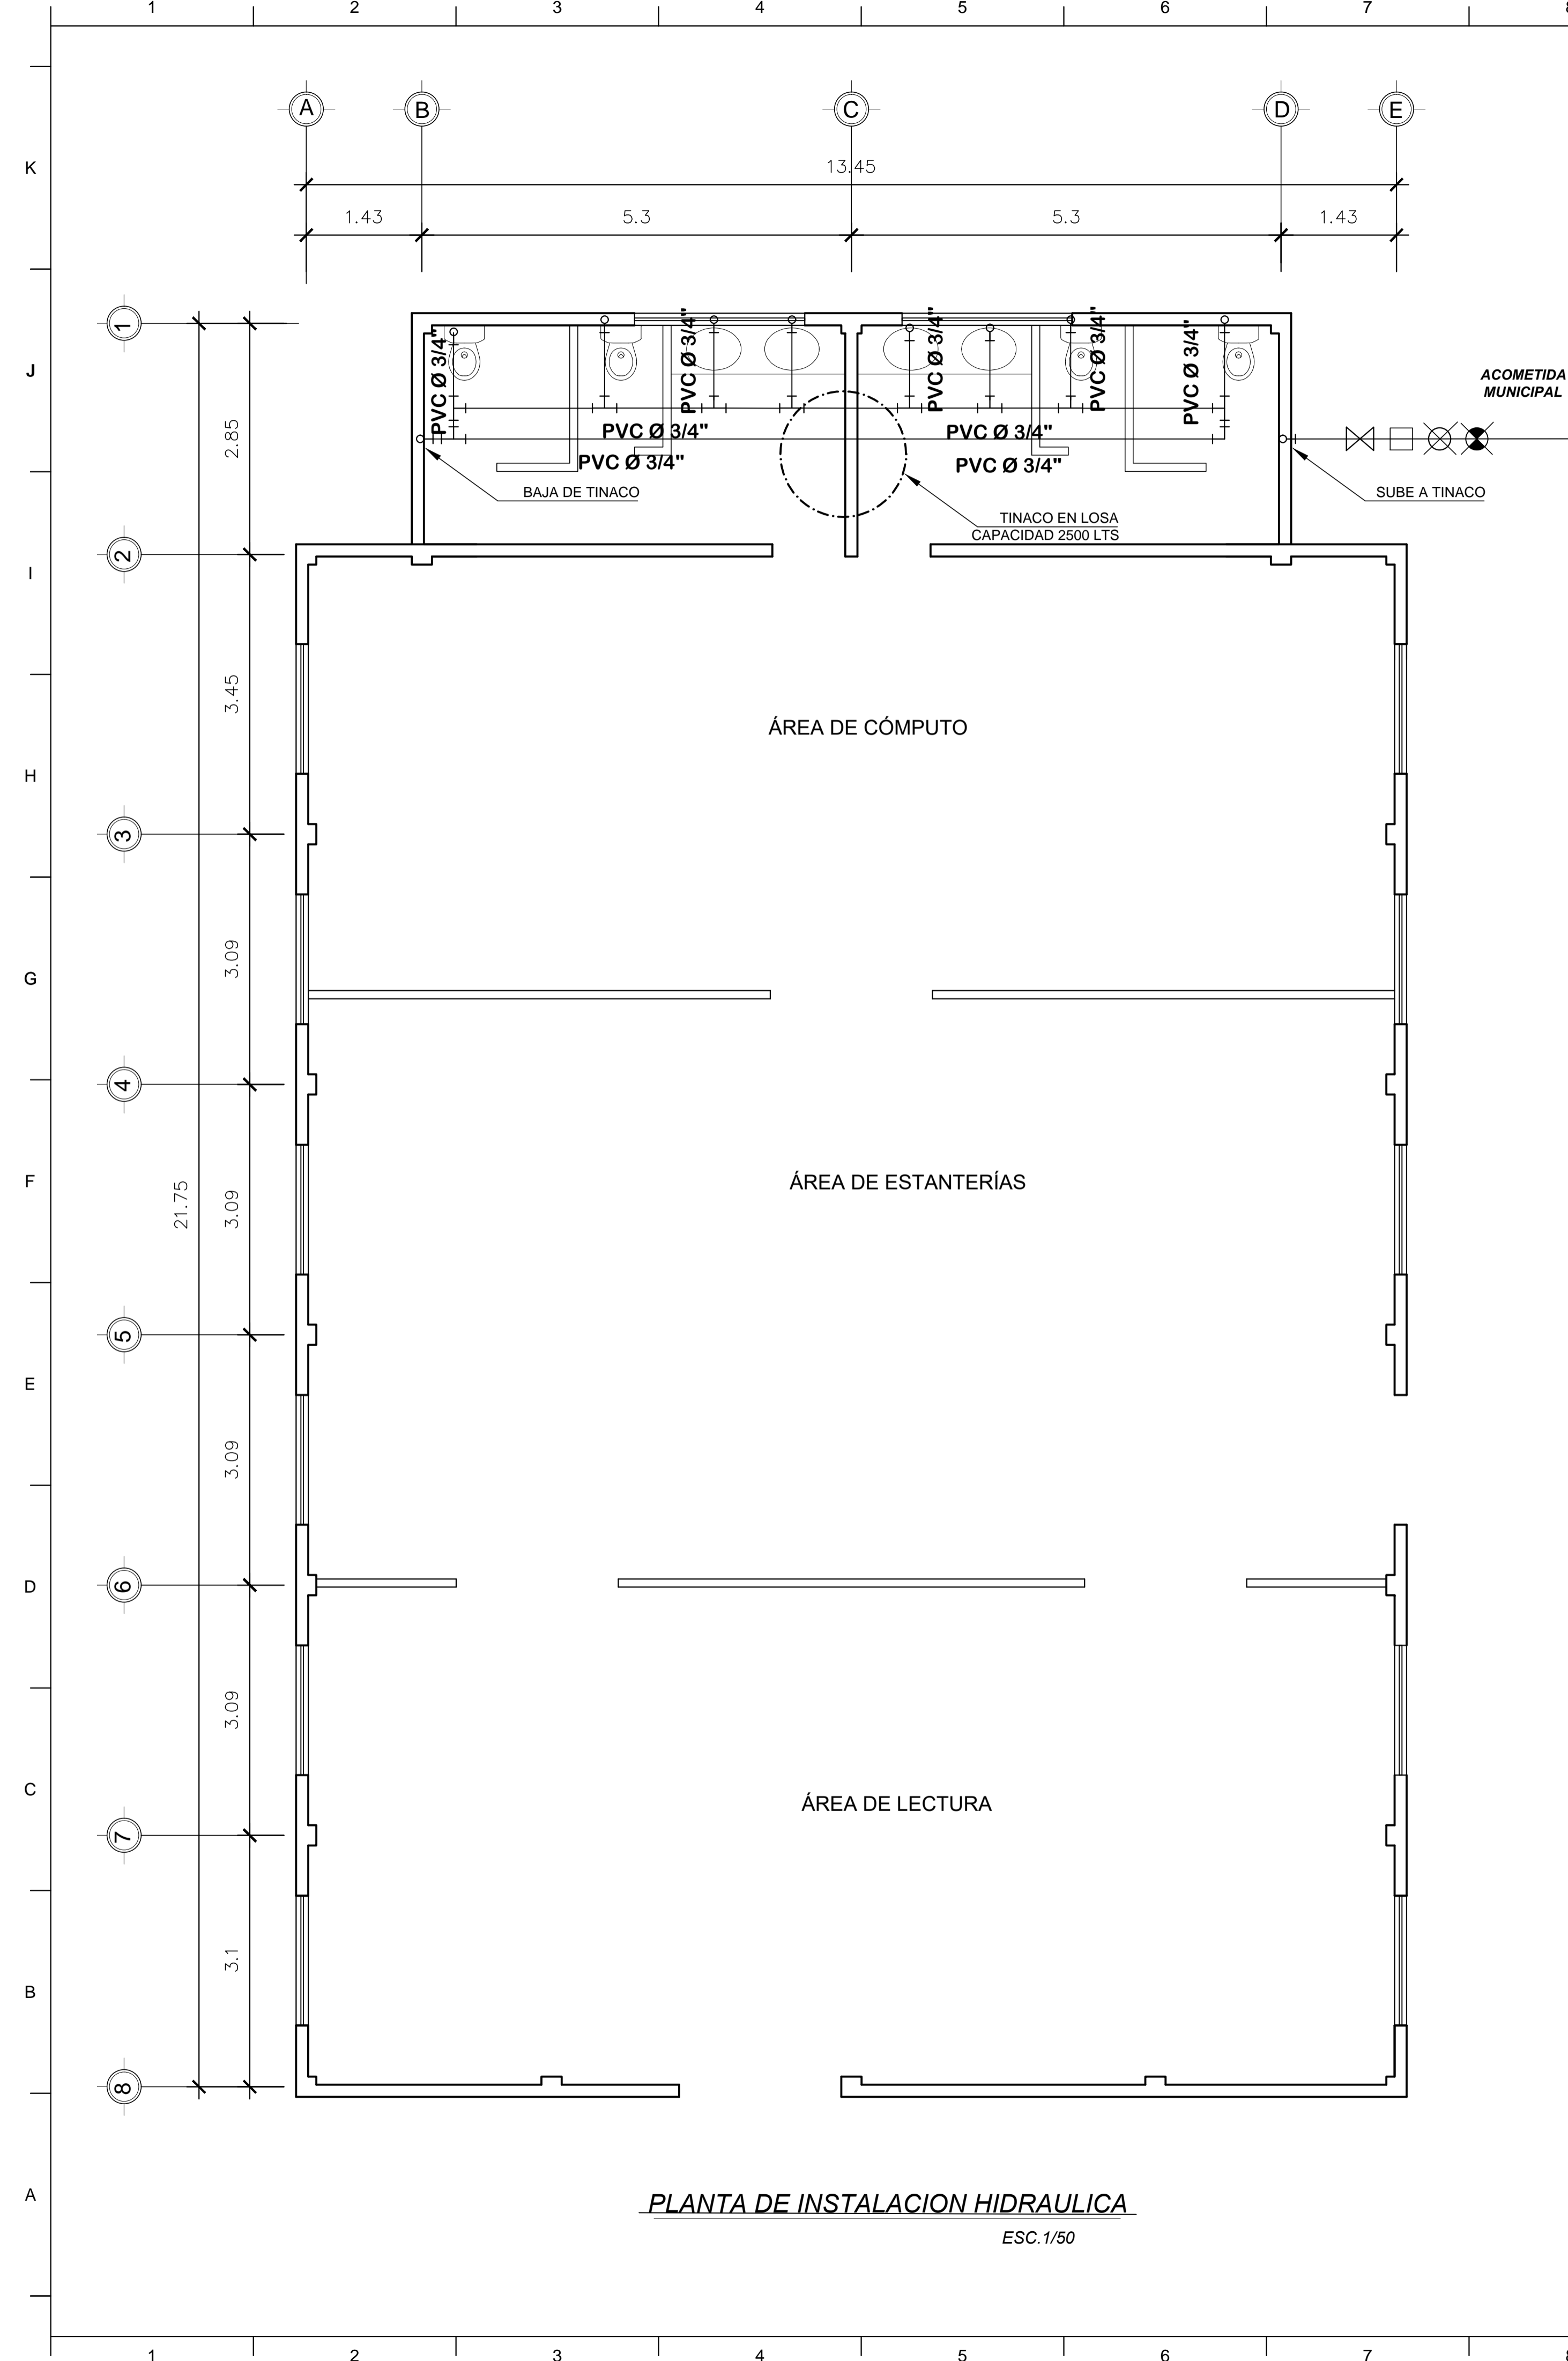 1 2 3 4 5 6 7 8
A B C D E
K
13.45
1.43 5.3 5.3 1.43
1
J
PVC Ø 3/4" PVC Ø 3/4" PVC Ø 3/4" PVC Ø 3/4" PVC Ø 3/4"
ACOMETIDA
MUNICIPAL
2.85
PVC Ø 3/4" PVC Ø 3/4"
PVC Ø 3/4" PVC Ø 3/4"
BAJA DE TINACO
SUBE A TINACO
TINACO EN LOSA
CAPACIDAD 2500 LTS
2
I
3.45
ÁREA DE CÓMPUTO
H
3
3.09
G
4
F
ÁREA DE ESTANTERÍAS
21.75
3.09
5
E
3.09
6
D
3.09
C
ÁREA DE LECTURA
7
3.1
B
8
A
PLANTA DE INSTALACION HIDRAULICA
ESC.1/50
1 2 3 4 5 6 7 8